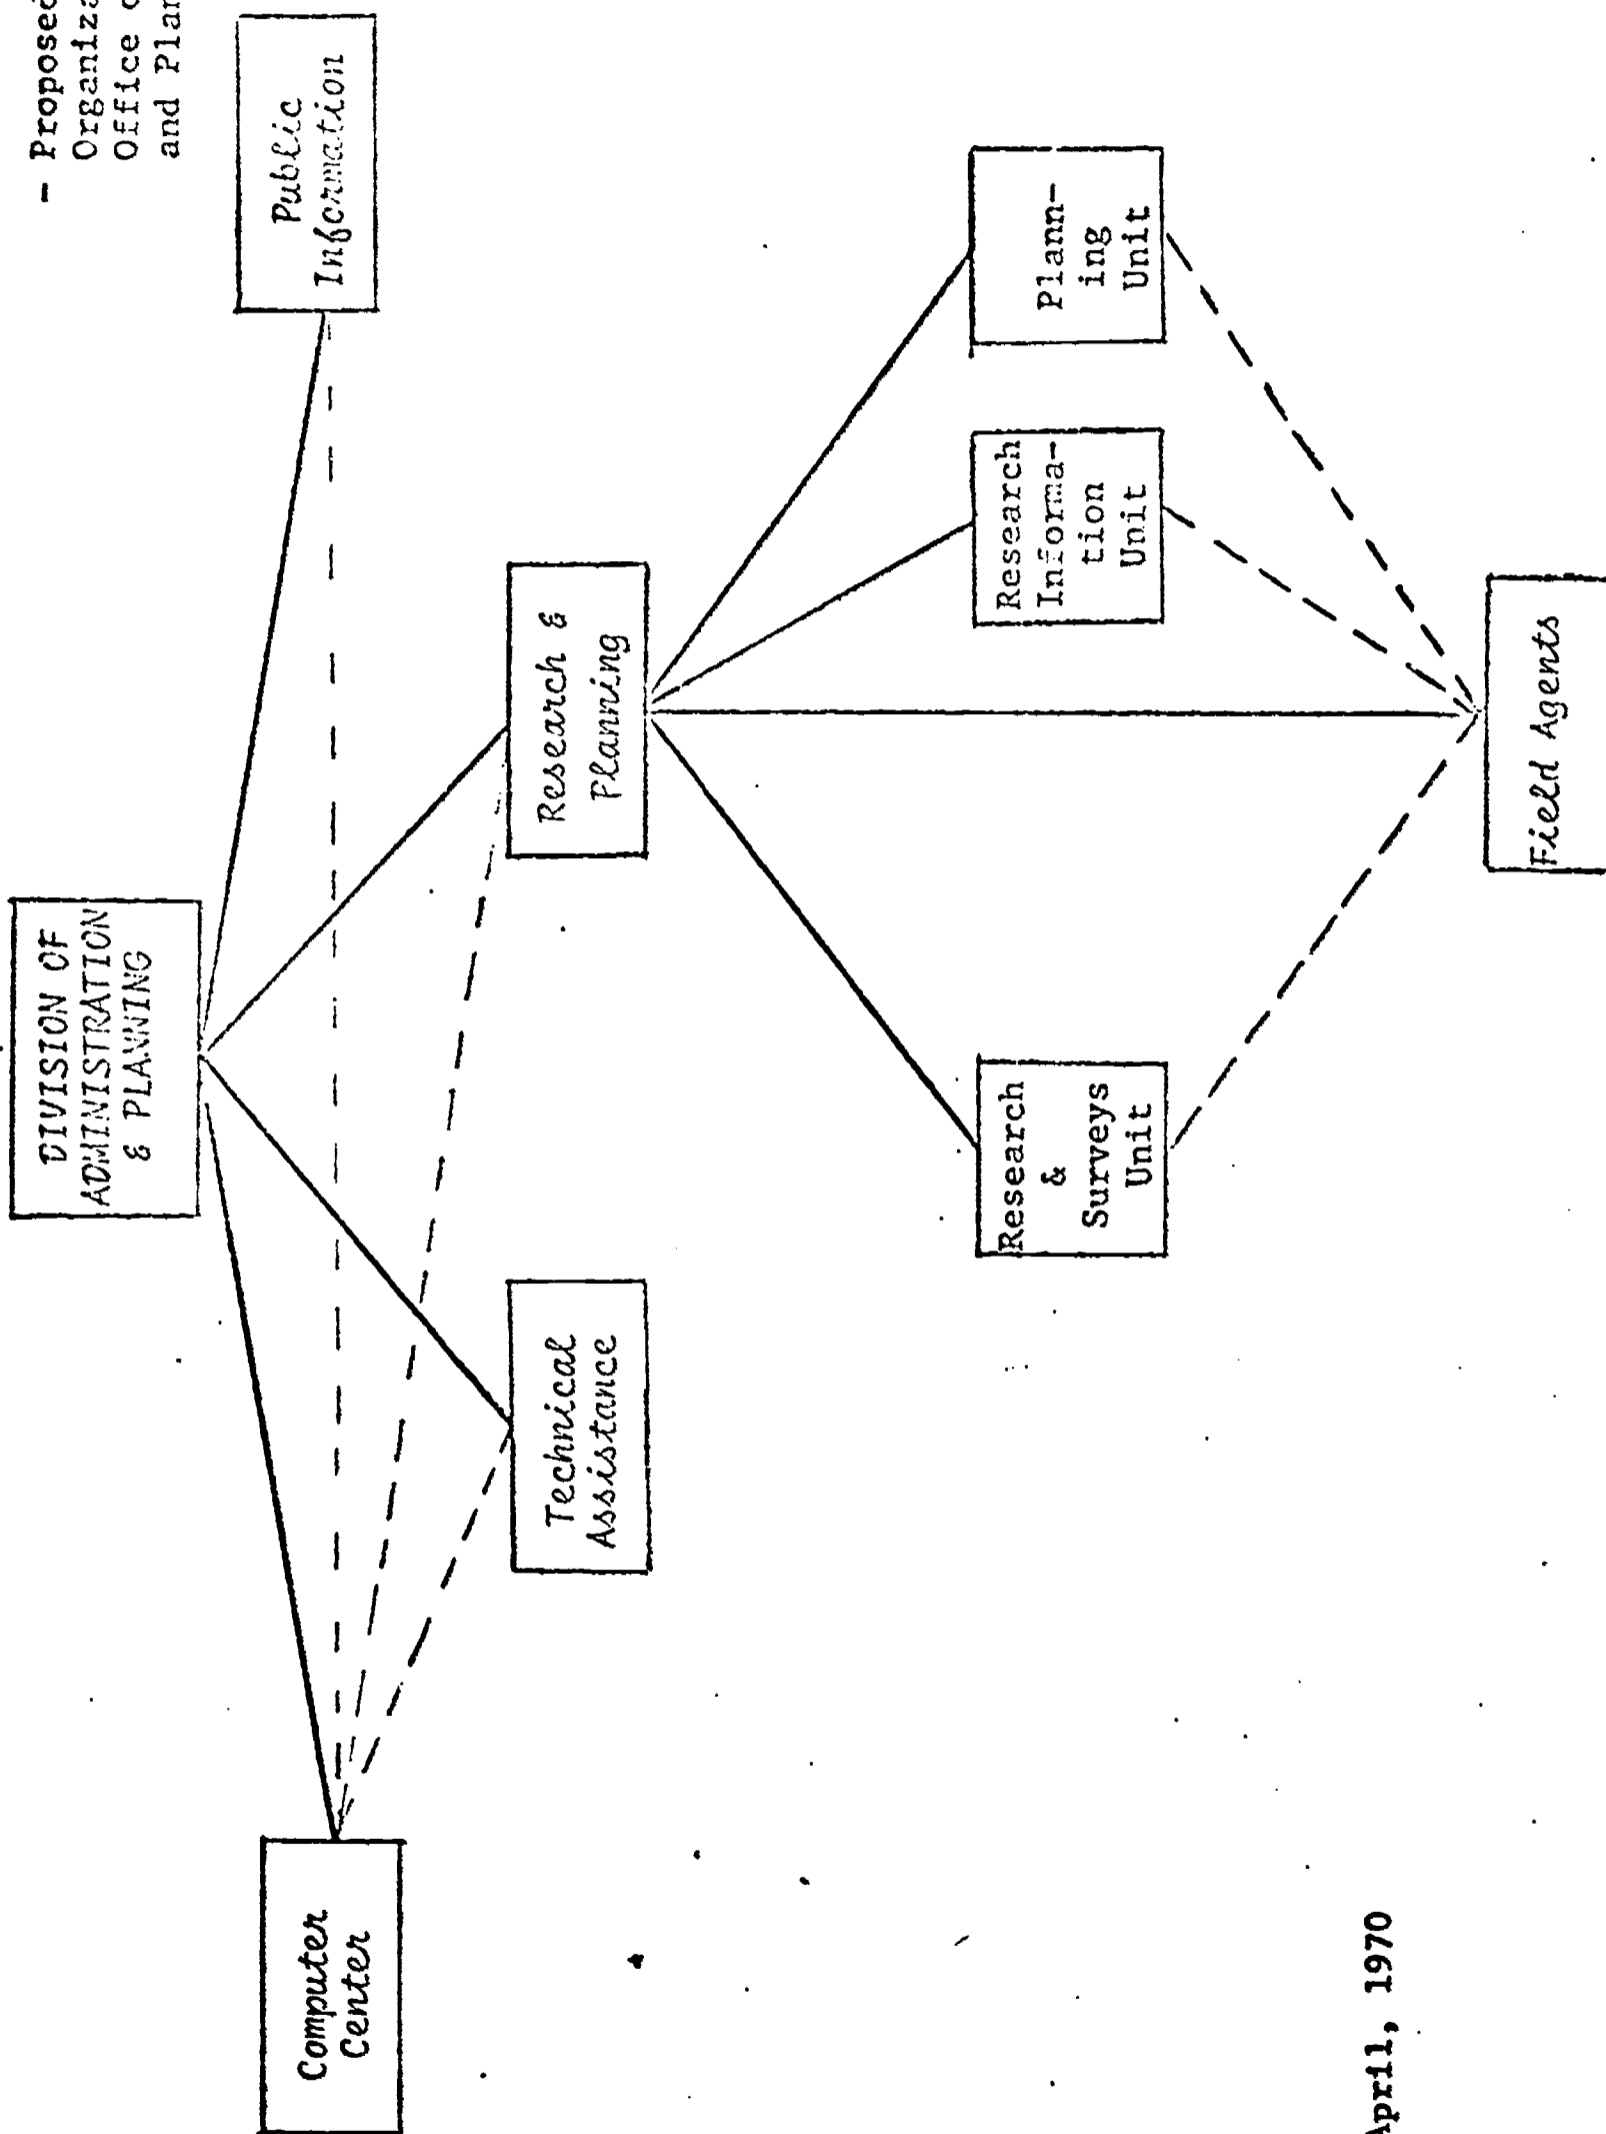 - Proposed
Organiza
Office o
and Plan
DIVISION OF
ADMINISTRATION
& PLANNING
Computer
Center
Public
Information
Technical
Assistance
Research &
Planning
Research
&
Surveys
Unit
Research
Informa-
tion
Unit
Plann-
ing
Unit
Field Agents
April, 1970